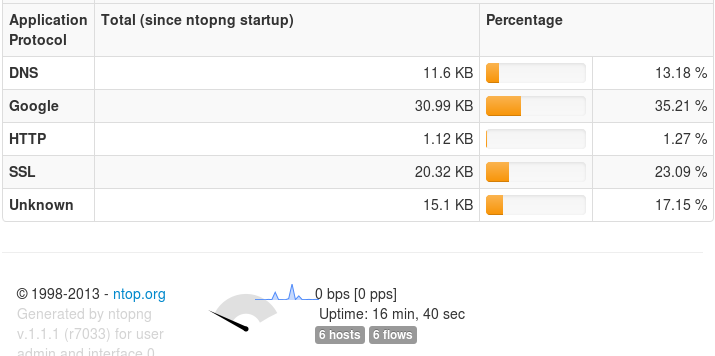 Application Protocol Total (since ntopng startup) Percentage
DNS 11.6 KB 13.18 %
Google 30.99 KB 35.21 %
HTTP 1.12 KB 1.27 %
SSL 20.32 KB 23.09 %
Unknown 15.1 KB 17.15 %
© 1998-2013 - ntop.org
Generated by ntopng
v.1.1.1 (r7033) for user
admin and interface 0
0 bps [0 pps]
Uptime: 16 min, 40 sec
6 hosts 6 flows